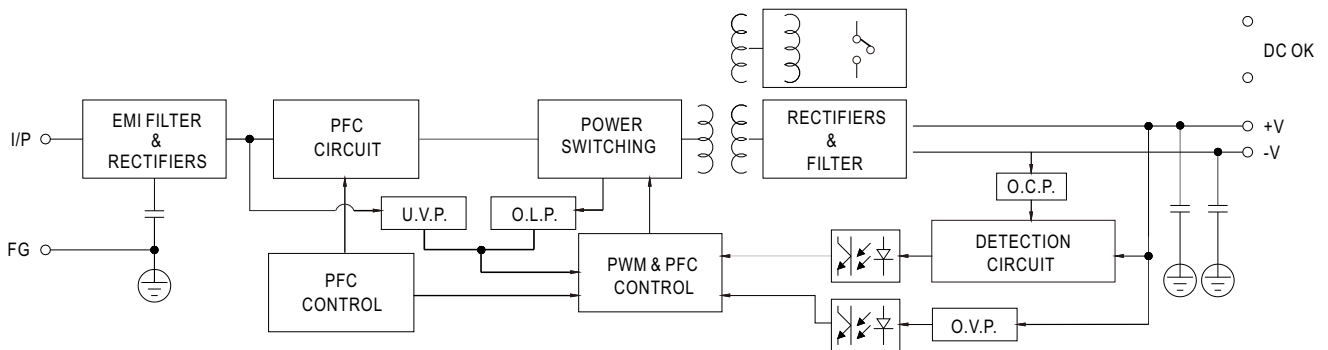 DC OK
I/P
EMI FILTER
&
RECTIFIERS
PFC
CIRCUIT
POWER
SWITCHING
RECTIFIERS
&
FILTER
+V
-V
O.C.P.
U.V.P.
O.L.P.
FG
DETECTION
CIRCUIT
PFC
CONTROL
PWM & PFC
CONTROL
O.V.P.